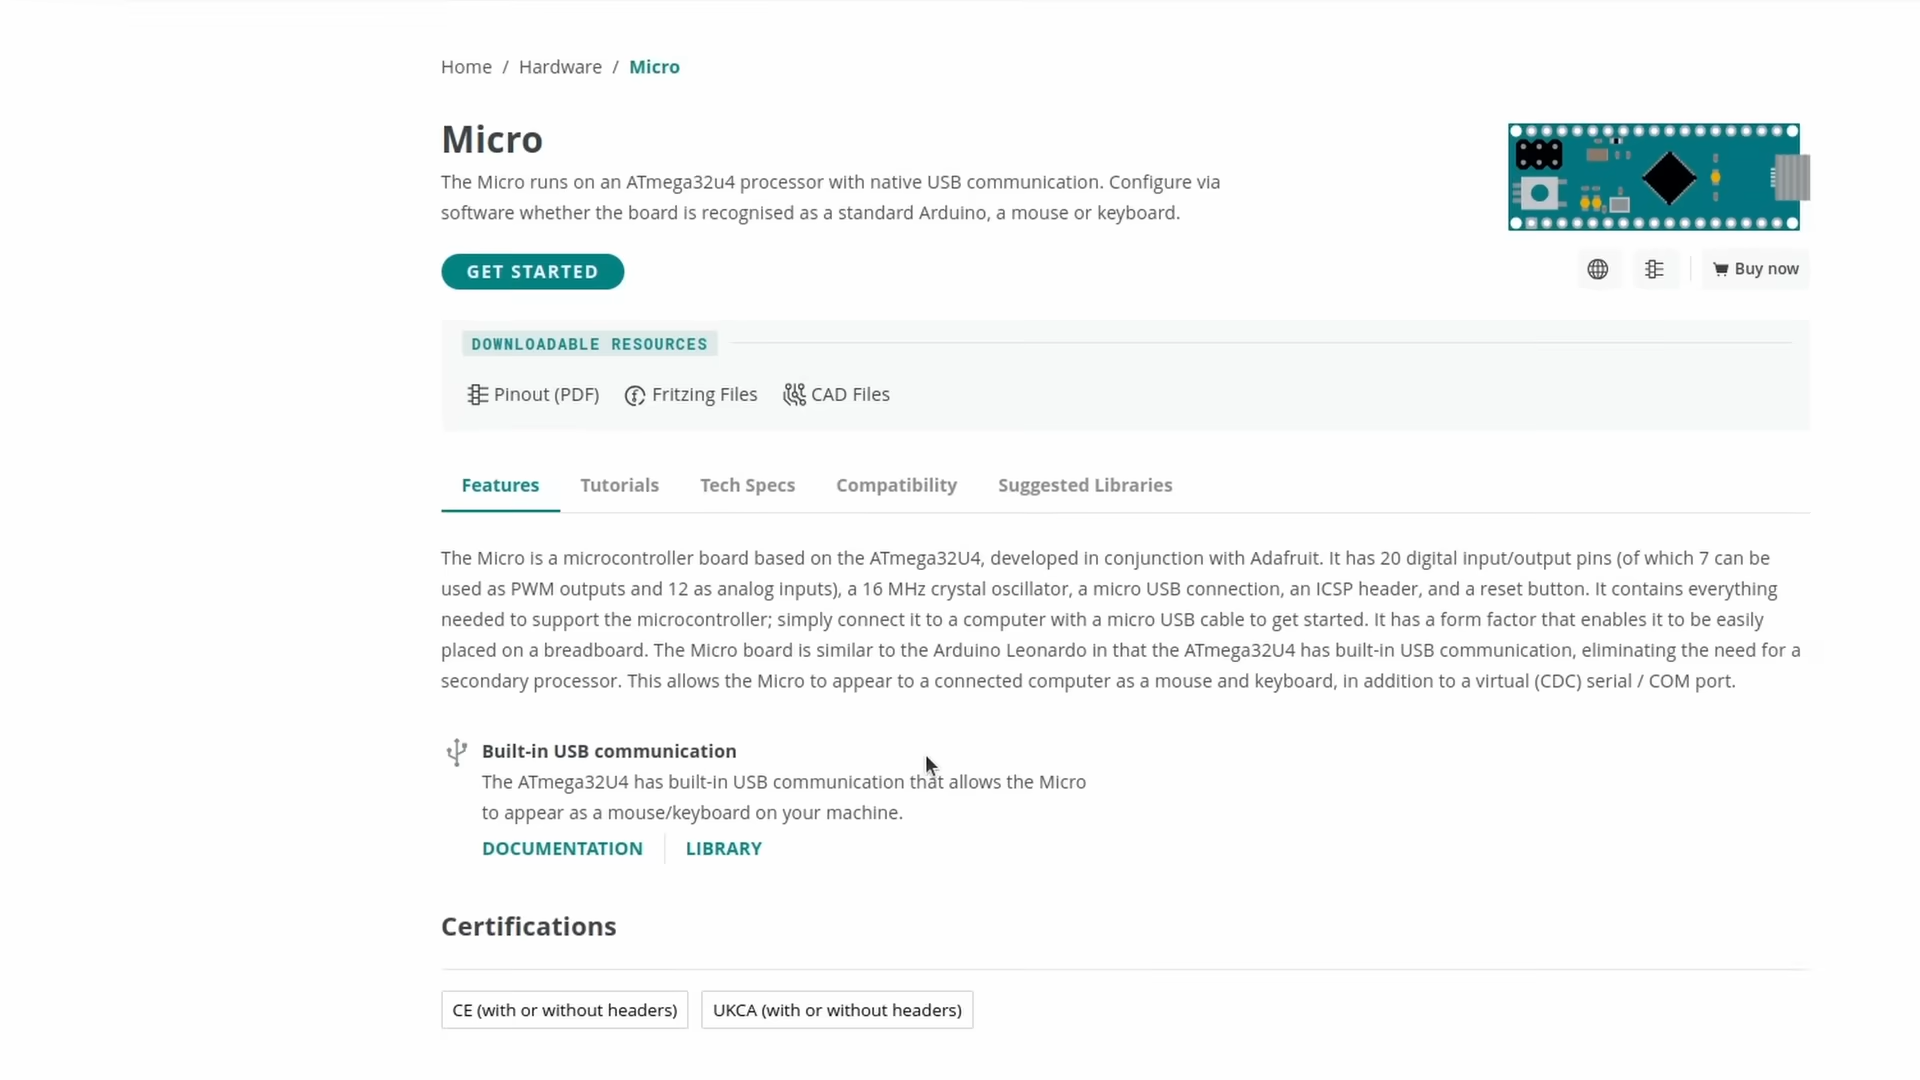 Home / Hardware / Micro
Micro
The Micro runs on an ATmega32u4 processor with native USB communication. Configure via
software whether the board is recognised as a standard Arduino, a mouse or keyboard.
GET STARTED
Buy now
DOWNLOADABLE RESOURCES
Pinout (PDF) Fritzing Files CAD Files
Features Tutorials Tech Specs Compatibility Suggested Libraries
The Micro is a microcontroller board based on the ATmega32U4, developed in conjunction with Adafruit. It has 20 digital input/output pins (of which 7 can be
used as PWM outputs and 12 as analog inputs), a 16 MHz crystal oscillator, a micro USB connection, an ICSP header, and a reset button. It contains everything
needed to support the microcontroller; simply connect it to a computer with a micro USB cable to get started. It has a form factor that enables it to be easily
placed on a breadboard. The Micro board is similar to the Arduino Leonardo in that the ATmega32U4 has built-in USB communication, eliminating the need for a
secondary processor. This allows the Micro to appear to a connected computer as a mouse and keyboard, in addition to a virtual (CDC) serial / COM port.
Built-in USB communication
The ATmega32U4 has built-in USB communication that allows the Micro
to appear as a mouse/keyboard on your machine.
DOCUMENTATION LIBRARY
Certifications
CE (with or without headers) UKCA (with or without headers)